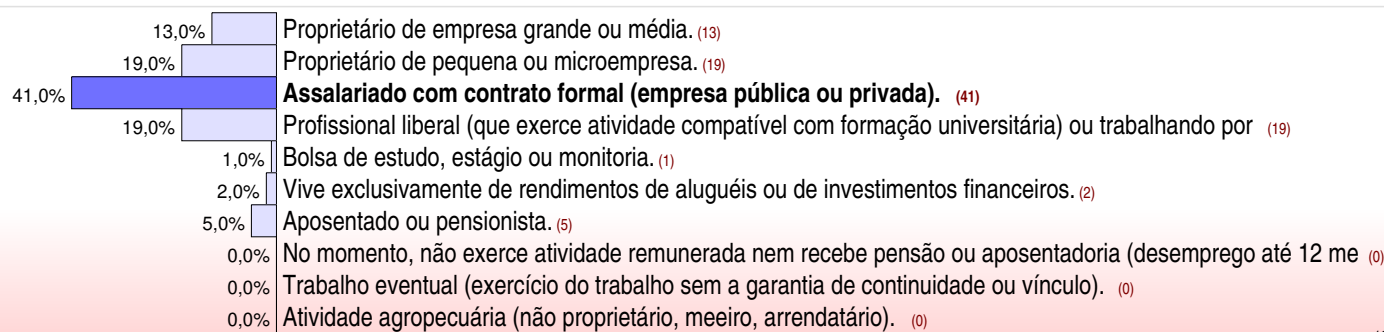 13,0% Proprietário de empresa grande ou média. (13)
19,0% Proprietário de pequena ou microempresa. (19)
41,0% Assalariado com contrato formal (empresa pública ou privada). (41)
19,0% Profissional liberal (que exerce atividade compatível com formação universitária) ou trabalhando por (19)
1,0% Bolsa de estudo, estágio ou monitoria. (1)
2,0% Vive exclusivamente de rendimentos de aluguéis ou de investimentos financeiros. (2)
5,0% Aposentado ou pensionista. (5)
0,0% No momento, não exerce atividade remunerada nem recebe pensão ou aposentadoria (desemprego até 12 me (0)
0,0% Trabalho eventual (exercício do trabalho sem a garantia de continuidade ou vínculo). (0)
0,0% Atividade agropecuária (não proprietário, meeiro, arrendatário). (0)